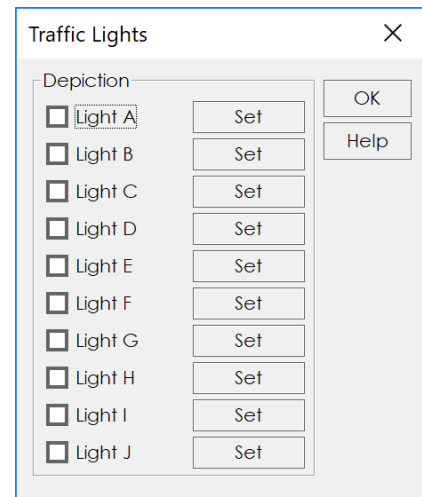 Traffic Lights
Depiction
Light A Set
Light B Set
Light C Set
Light D Set
Light E Set
Light F Set
Light G Set
Light H Set
Light I Set
Light J Set
OK
Help